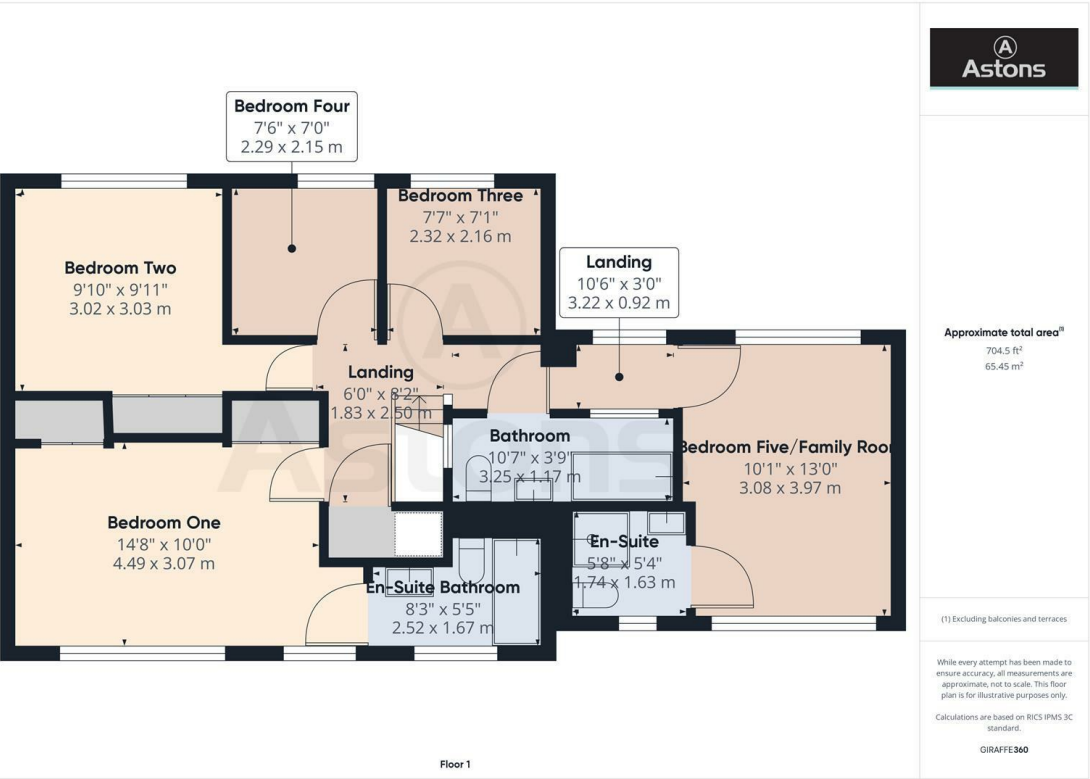 Bedroom Four
7'6" x 7'0"
2.29 x 2.15 m
Bedroom Three
7'7" x 7'1"
2.32 x 2.16 m
Bedroom Two
9'10" x 9'11"
3.02 x 3.03 m
Landing
10'6" x 3'0"
3.22 x 0.92 m
Landing
6'0" x 8'2"
1.83 x 2.50 m
Bathroom
10'7" x 3'9"
3.25 x 1.17 m
Bedroom Five/Family Room
10'1" x 13'0"
3.08 x 3.97 m
Bedroom One
14'8" x 10'0"
4.49 x 3.07 m
En-Suite
5'8" x 5'4"
1.74 x 1.63 m
En-Suite Bathroom
8'3" x 5'5"
2.52 x 1.67 m
A
Astons
Floor 1
A
Astons
Approximate total area(1)
704.5 ft²
65.45 m²
(1) Excluding balconies and terraces
While every attempt has been made to
ensure accuracy, all measurements are
approximate, not to scale. This floor
plan is for illustrative purposes only.
Calculations are based on RICS IPMS 3C
standard.
GIRAFFE360